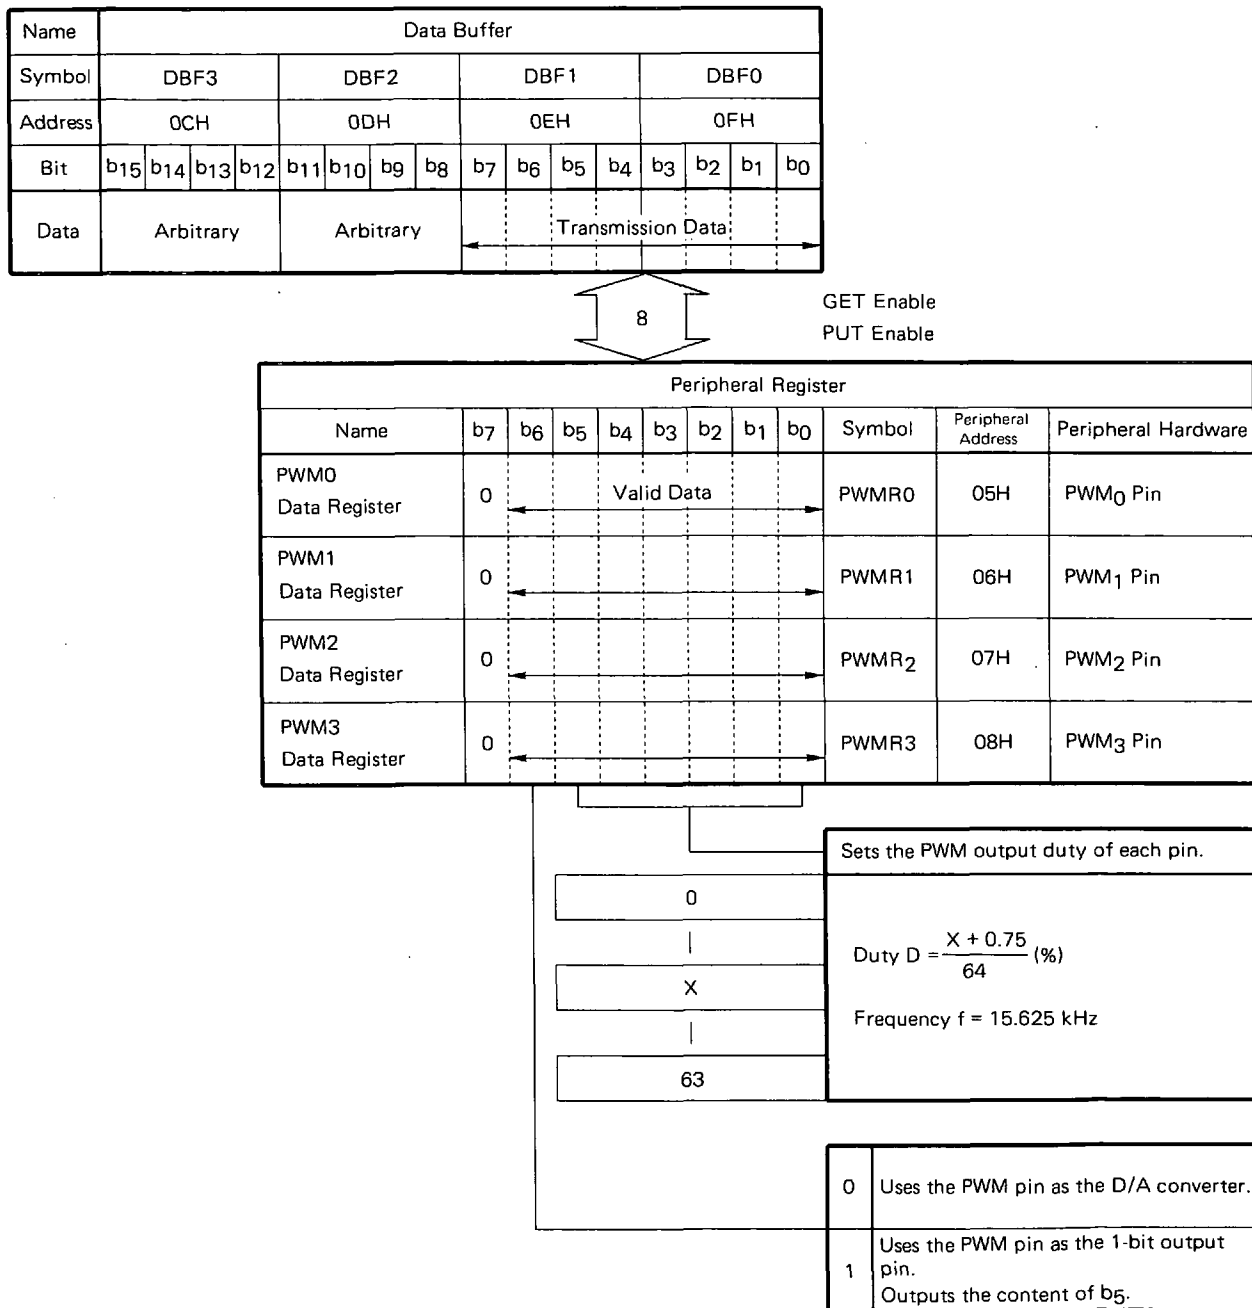 Name Data Buffer
Symbol DBF3 DBF2 DBF1 DBF0
Address 0CH 0DH 0EH 0FH
Bit b15 b14 b13 b12 b11 b10 b9 b8 b7 b6 b5 b4 b3 b2 b1 b0
Data Arbitrary Arbitrary Transmission Data
8
GET Enable
PUT Enable
Peripheral Register
Name b7 b6 b5 b4 b3 b2 b1 b0 Symbol Peripheral Address Peripheral Hardware
PWM0
Data Register 0 Valid Data PWMR0 05H PWM0 Pin
PWM1
Data Register 0 PWMR1 06H PWM1 Pin
PWM2
Data Register 0 PWMR2 07H PWM2 Pin
PWM3
Data Register 0 PWMR3 08H PWM3 Pin
Sets the PWM output duty of each pin.
0
X
63
Duty D = X + 0.75 / 64 (%)
Frequency f = 15.625 kHz
0 Uses the PWM pin as the D/A converter.
1 Uses the PWM pin as the 1-bit output
pin.
Outputs the content of b5.